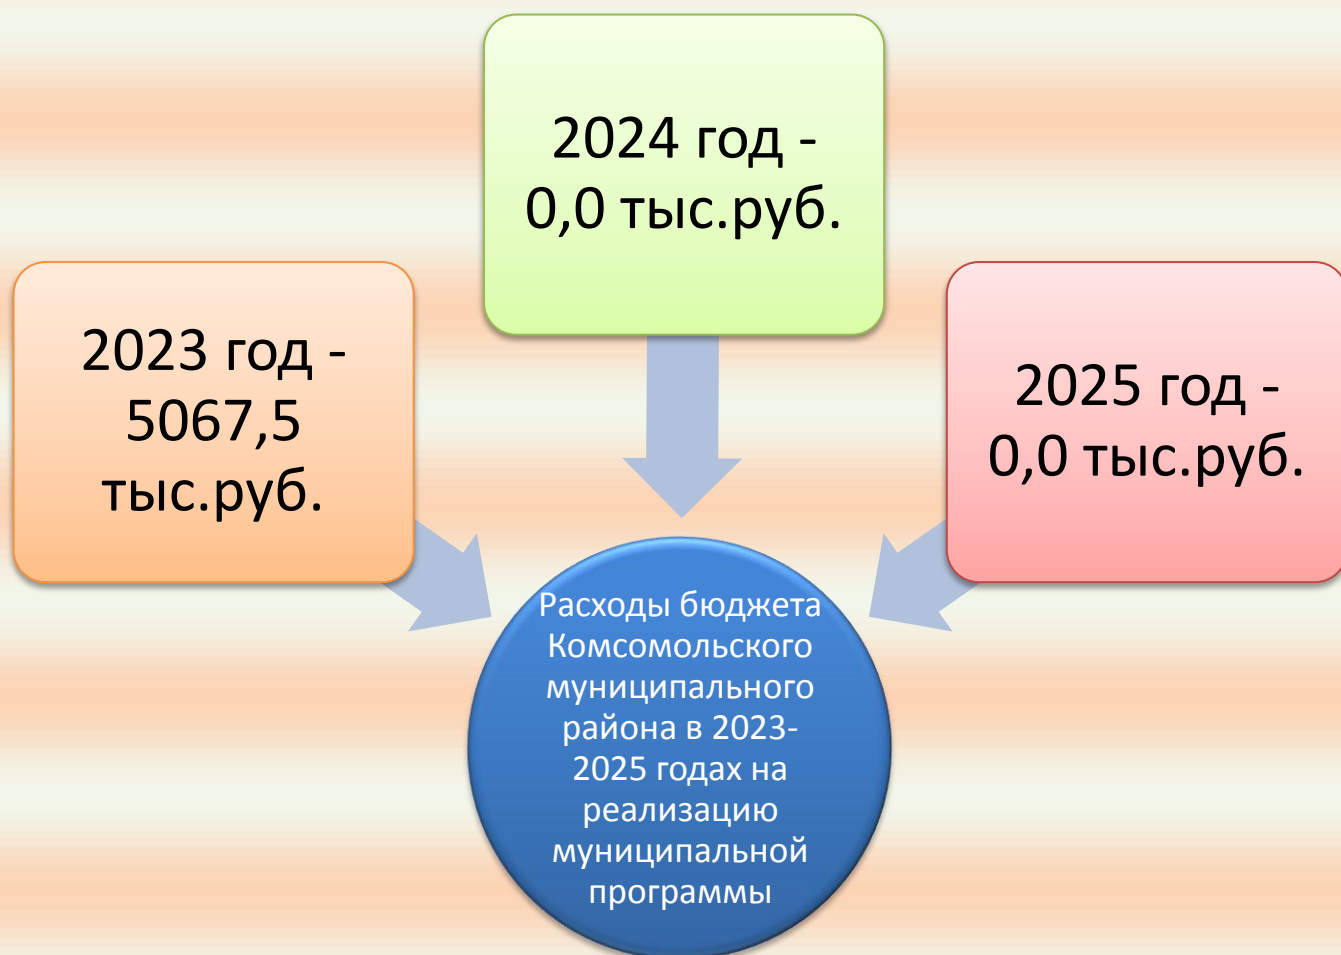 2024 год -
0,0 тыс.руб.
2023 год -
5067,5
тыс.руб.
2025 год -
0,0 тыс.руб.
Расходы бюджета
Комсомольского
муниципального
района в 2023-
2025 годах на
реализацию
муниципальной
программы